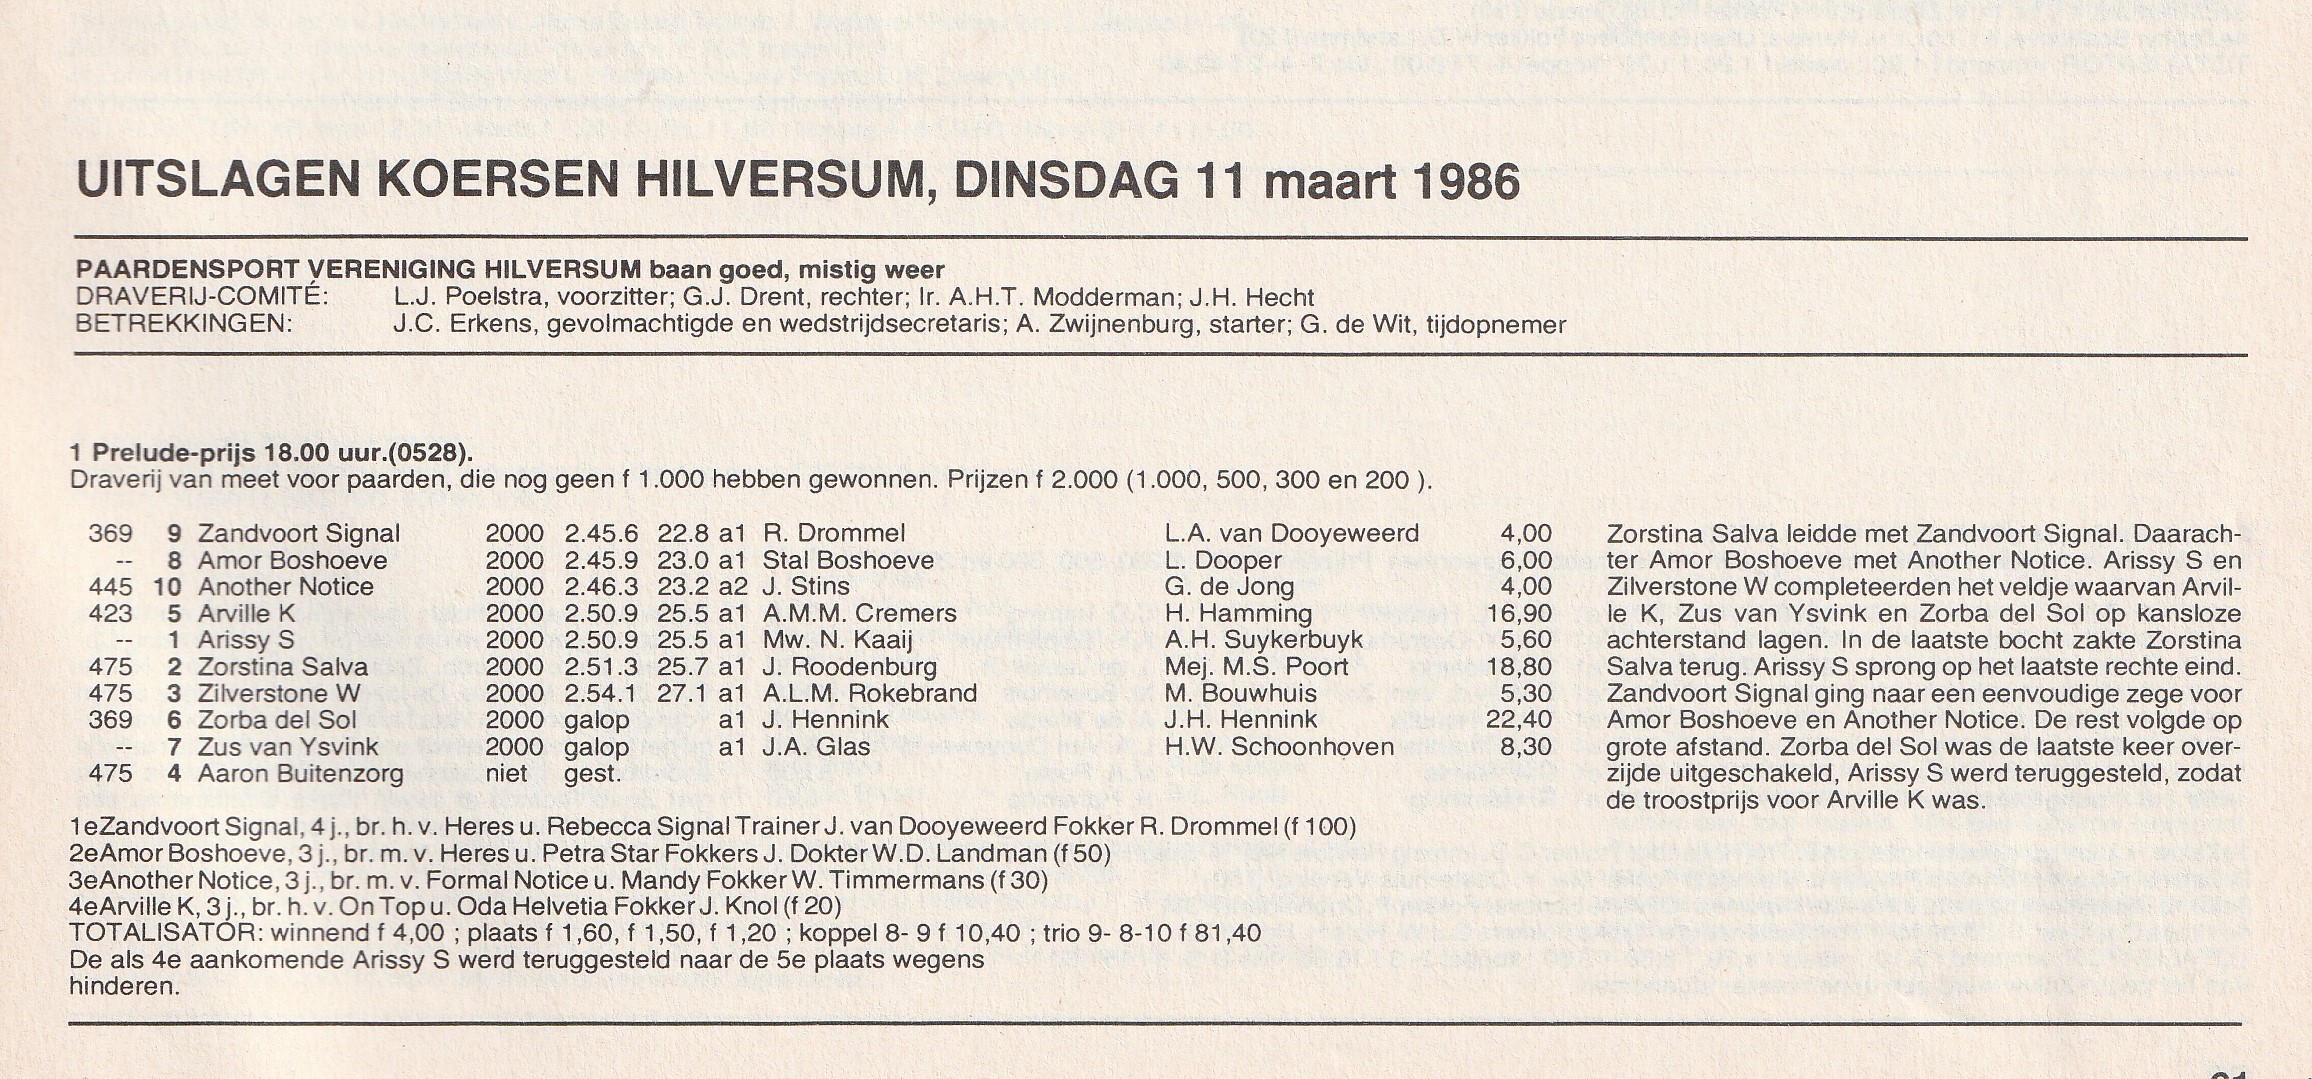 UITSLAGEN KOERSEN HILVERSUM, DINSDAG 11 maart 1986
PAARDENSPORT VERENIGING HILVERSUM baan goed, mistig weer
DRAVERIJ-COMITÉ: L.J. Poelstra, voorzitter; G.J. Drent, rechter; Ir. A.H.T. Modderman; J.H. Hecht
BETREKKINGEN: J.C. Erkens, gevolmachtigde en wedstrijdsecretaris; A. Zwijnenburg, starter; G. de Wit, tijdopnemer
1 Prelude-prijs 18.00 uur.(0528).
Draverij van meet voor paarden, die nog geen f 1.000 hebben gewonnen. Prijzen f 2.000 (1.000, 500, 300 en 200 ).
369 9 Zandvoort Signal 2000 2.45.6 22.8 a1 R. Drommel L.A. van Dooyeweerd 4,00
-- 8 Amor Boshoeve 2000 2.45.9 23.0 a1 Stal Boshoeve L. Dooper 6,00
445 10 Another Notice 2000 2.46.3 23.2 a2 J. Stins G. de Jong 4,00
423 5 Arville K 2000 2.50.9 25.5 a1 A.M.M. Cremers H. Hamming 16,90
-- 1 Arissy S 2000 2.50.9 25.5 a1 Mw. N. Kaaij A.H. Suykerbuyk 5,60
475 2 Zorstina Salva 2000 2.51.3 25.7 a1 J. Roodenburg Mej. M.S. Poort 18,80
475 3 Zilverstone W 2000 2.54.1 27.1 a1 A.L.M. Rokebrand M. Bouwhuis 5,30
369 6 Zorba del Sol 2000 galop a1 J. Hennink J.H. Hennink 22,40
-- 7 Zus van Ysvink 2000 galop a1 J.A. Glas H.W. Schoonhoven 8,30
475 4 Aaron Buitenzorg niet gest.
Zorstina Salva leidde met Zandvoort Signal. Daarach-
ter Amor Boshoeve met Another Notice. Arissy S en
Zilverstone W completeerden het veldje waarvan Arvil-
le K, Zus van Ysvink en Zorba del Sol op kansloze
achterstand lagen. In de laatste bocht zakte Zorstina
Salva terug. Arissy S sprong op het laatste rechte eind.
Zandvoort Signal ging naar een eenvoudige zege voor
Amor Boshoeve en Another Notice. De rest volgde op
grote afstand. Zorba del Sol was de laatste keer over-
zijde uitgeschakeld, Arissy S werd teruggesteld, zodat
de troostprijs voor Arville K was.
1eZandvoort Signal, 4 j., br. h. v. Heres u. Rebecca Signal Trainer J. van Dooyeweerd Fokker R. Drommel (f 100)
2eAmor Boshoeve, 3 j., br. m. v. Heres u. Petra Star Fokkers J. Dokter W.D. Landman (f 50)
3eAnother Notice, 3 j., br. m. v. Formal Notice u. Mandy Fokker W. Timmermans (f 30)
4eArville K, 3 j., br. h. v. On Top u. Oda Helvetia Fokker J. Knol (f 20)
TOTALISATOR: winnend f 4,00 ; plaats f 1,60, f 1,50, f 1,20 ; koppel 8- 9 f 10,40 ; trio 9- 8-10 f 81,40
De als 4e aankomende Arissy S werd teruggesteld naar de 5e plaats wegens
hinderen.